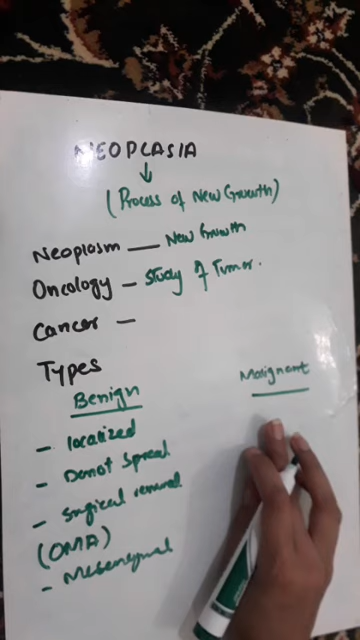 NEOPLASIA
(Process of New Growth)
Neoplasm — New Growth
Oncology – Study of Tumor.
Cancer –
Types
Benign
Malignant
- localized
- Donot Spread
- Surgical removal
(OMA)
- Mesenymal